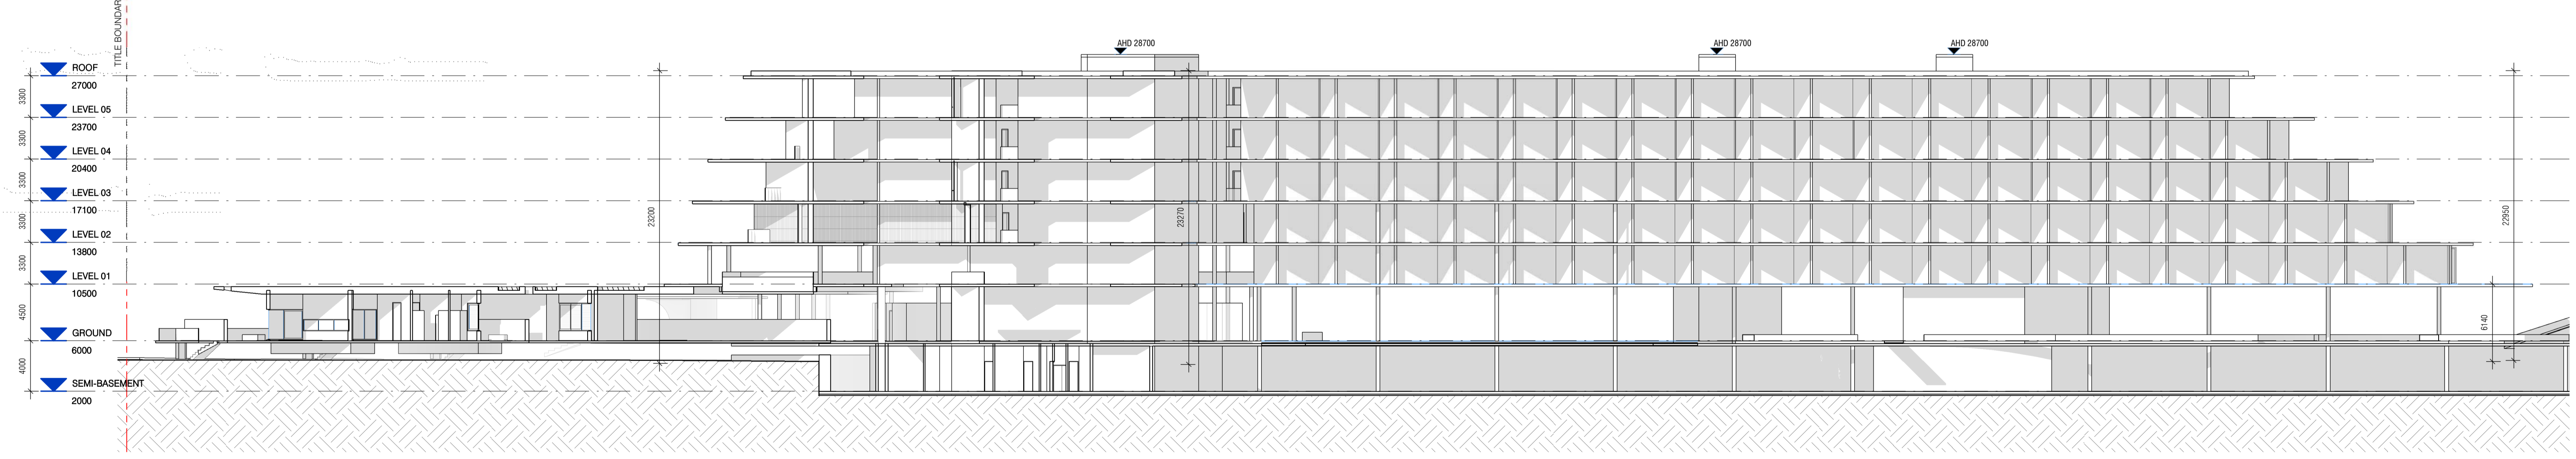 TITLE BOUNDARY
AHD 28700
AHD 28700
AHD 28700
ROOF
27000
3300
LEVEL 05
23700
3300
LEVEL 04
20400
3300
LEVEL 03
17100
3300
LEVEL 02
13800
3300
LEVEL 01
10500
4500
GROUND
6000
4000
SEMI-BASEMENT
2000
23200
23270
22950
6140